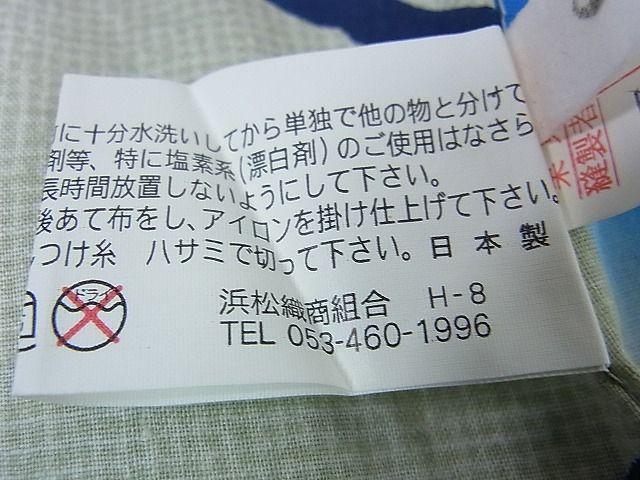 に十分水洗いしてから単独で他の物と分けて
剤等、特に塩素系(漂白剤)のご使用はなさら
長時間放置しないようにして下さい。
後あて布をし、アイロンを掛け仕上げて下さい。
つけ糸 ハサミで切って下さい。日本製
ドライ
浜松織商組合 H-8
TEL 053-460-1996
縫製者